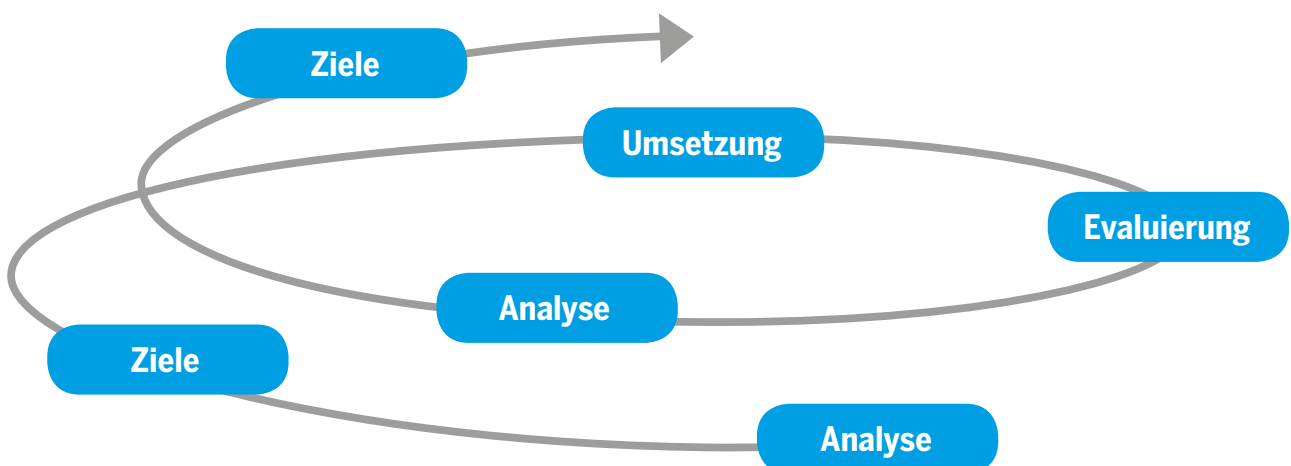 Ziele
Umsetzung
Evaluierung
Analyse
Ziele
Analyse